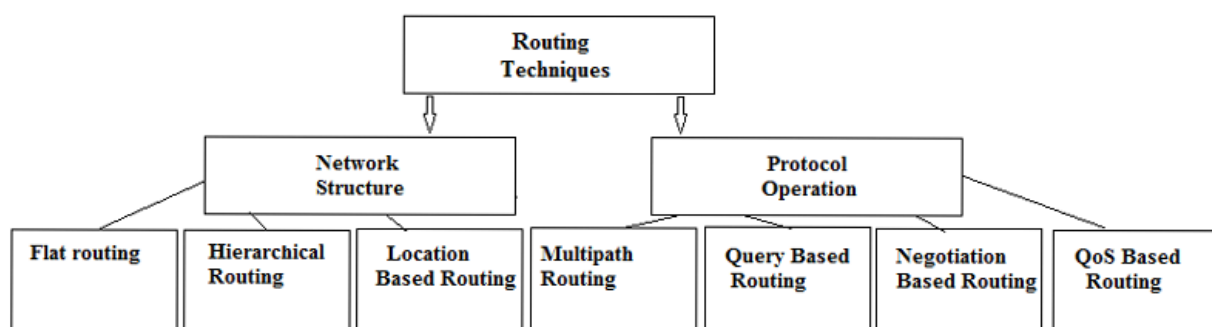 Routing
Techniques
Network
Structure
Protocol
Operation
Flat routing
Hierarchical
Routing
Location
Based Routing
Multipath
Routing
Query Based
Routing
Negotiation
Based Routing
QoS Based
Routing